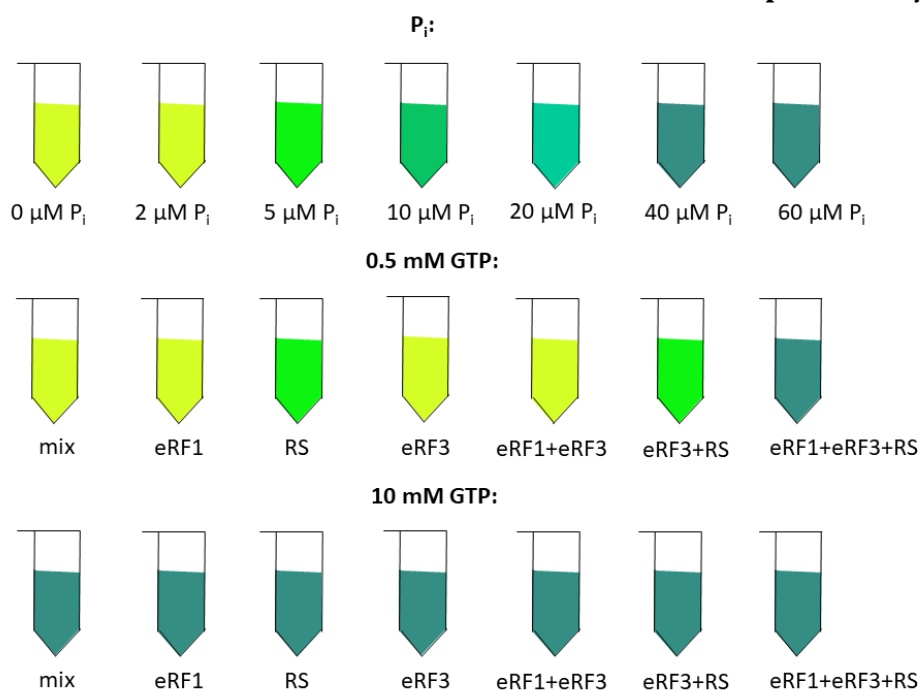 Pi:
0 µM Pi 2 µM Pi 5 µM Pi 10 µM Pi 20 µM Pi 40 µM Pi 60 µM Pi
0.5 mM GTP:
mix eRF1 RS eRF3 eRF1+eRF3 eRF3+RS eRF1+eRF3+RS
10 mM GTP:
mix eRF1 RS eRF3 eRF1+eRF3 eRF3+RS eRF1+eRF3+RS